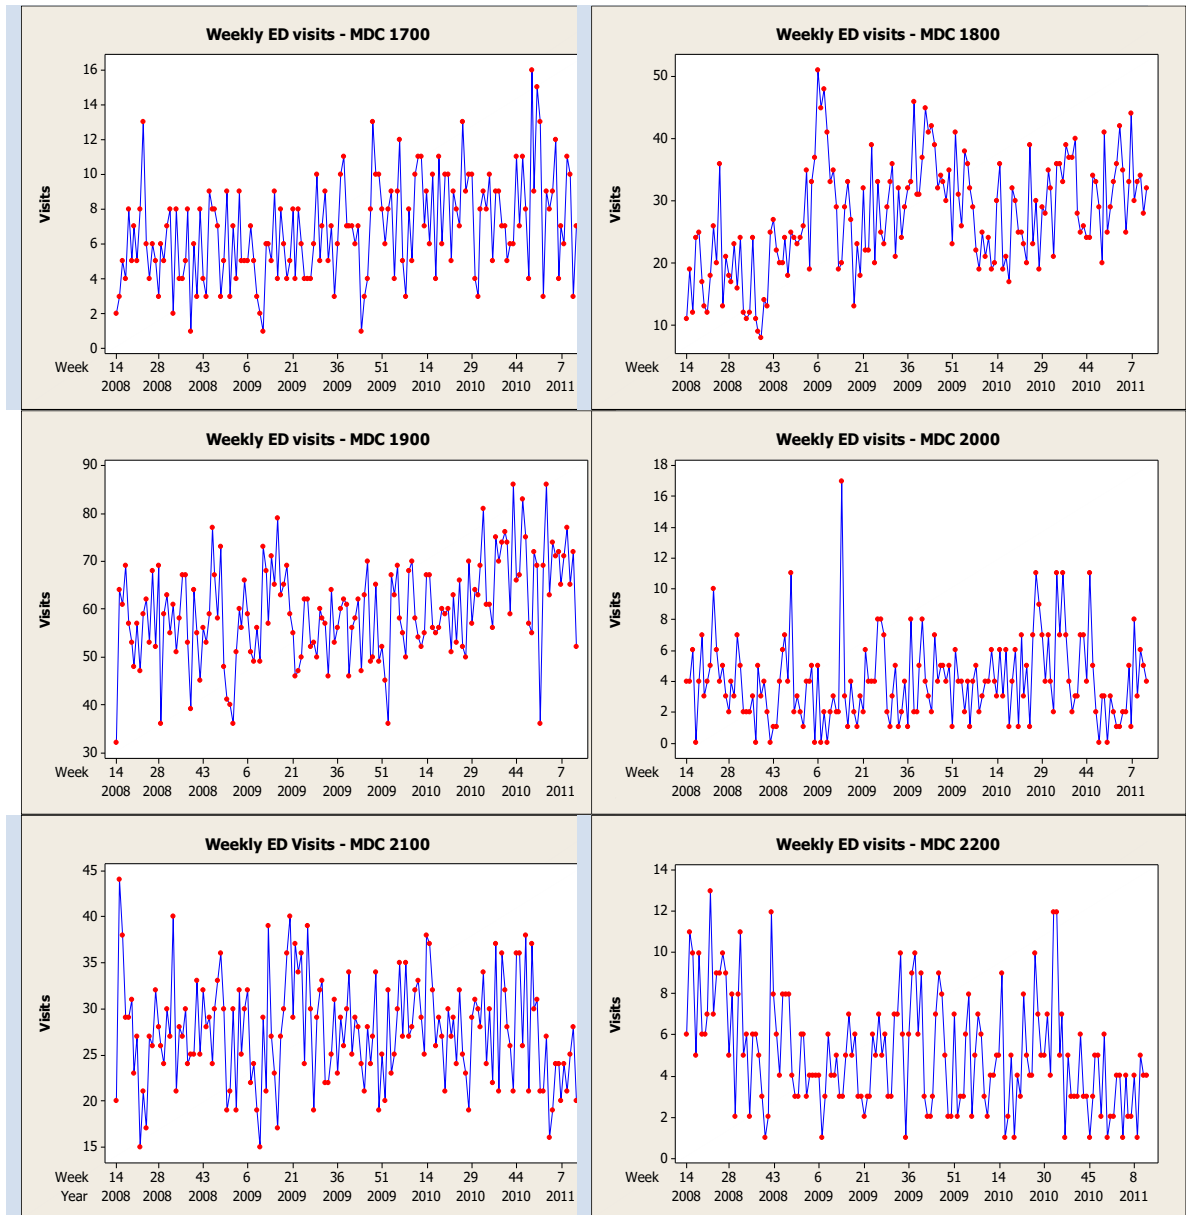 Weekly ED visits - MDC 1700
16
14
12
10
8
6
4
2
0
Visits
Week 14 28 43 6 21 36 51 14 29 44 7
2008 2008 2008 2009 2009 2009 2009 2010 2010 2010 2011
Weekly ED visits - MDC 1800
50
40
30
20
10
Visits
Week 14 28 43 6 21 36 51 14 29 44 7
2008 2008 2008 2009 2009 2009 2009 2010 2010 2010 2011
Weekly ED visits - MDC 1900
90
80
70
60
50
40
30
Visits
Week 14 28 43 6 21 36 51 14 29 44 7
2008 2008 2008 2009 2009 2009 2009 2010 2010 2010 2011
Weekly ED visits - MDC 2000
18
16
14
12
10
8
6
4
2
0
Visits
Week 14 28 43 6 21 36 51 14 29 44 7
2008 2008 2008 2009 2009 2009 2009 2010 2010 2010 2011
Weekly ED Visits - MDC 2100
45
40
35
30
25
20
15
Visits
Week 14 28 43 6 21 36 51 14 29 44 7
Year 2008 2008 2008 2009 2009 2009 2009 2010 2010 2010 2011
Weekly ED visits - MDC 2200
14
12
10
8
6
4
2
0
Visits
Week 14 28 43 6 21 36 51 14 30 45 8
2008 2008 2008 2009 2009 2009 2009 2010 2010 2010 2011